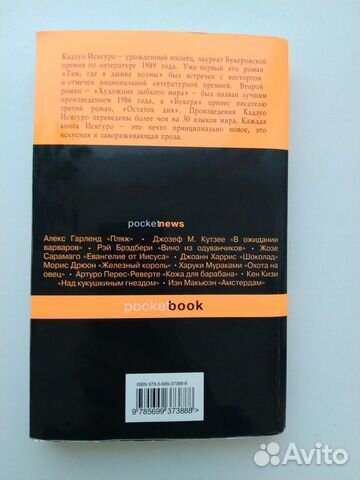 Кадзуо Исигуро – урожденный японец, лауреат Букеровской
премии по литературе 1989 года. Уже первый его роман
«Там, где в дымке холмы» был встречен с восторгом
и отмечен национальной литературной премией. Второй
роман – «Художник зыбкого мира» – был назван лучшим
произведением 1986 года, а «Букера» принес писателю
третий роман, «Остаток дня». Произведения Кадзуо
Исигуро переведены более чем на 30 языков мира. Каждая
книга Исигуро – это нечто принципиально новое, это
искусная и завораживающая проза.
pocketnews
Алекс Гарленд «Пляж» • Джозеф М. Кутзее «В ожидании
варваров» • Рэй Брэдбери «Вино из одуванчиков» • Жозе
Сарамаго «Евангелие от Иисуса» • Джоанн Харрис «Шоколад»
Морис Дрюон «Железный король» • Харуки Мураками «Охота на
овец» • Артуро Перес-Реверте «Кожа для барабана» • Кен Кизи
«Над кукушкиным гнездом» • Иэн Макьюэн «Амстердам»
pocketbook
ISBN 978-5-699-37388-8
9785699373888>
Avito